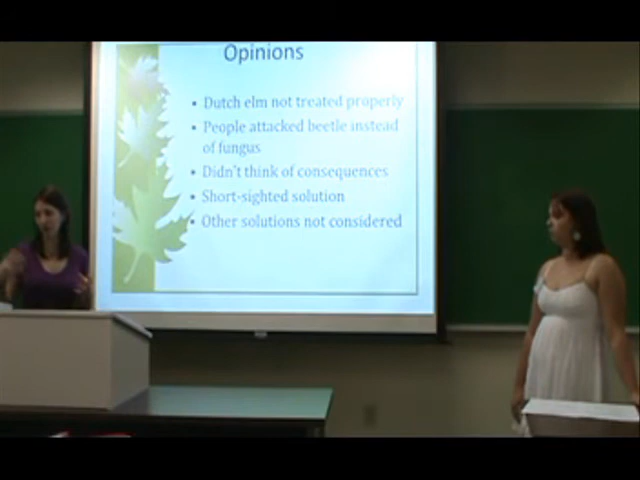 Opinions
• Dutch elm not treated properly
• People attacked beetle instead
of fungus
• Didn't think of consequences
• Short-sighted solution
• Other solutions not considered